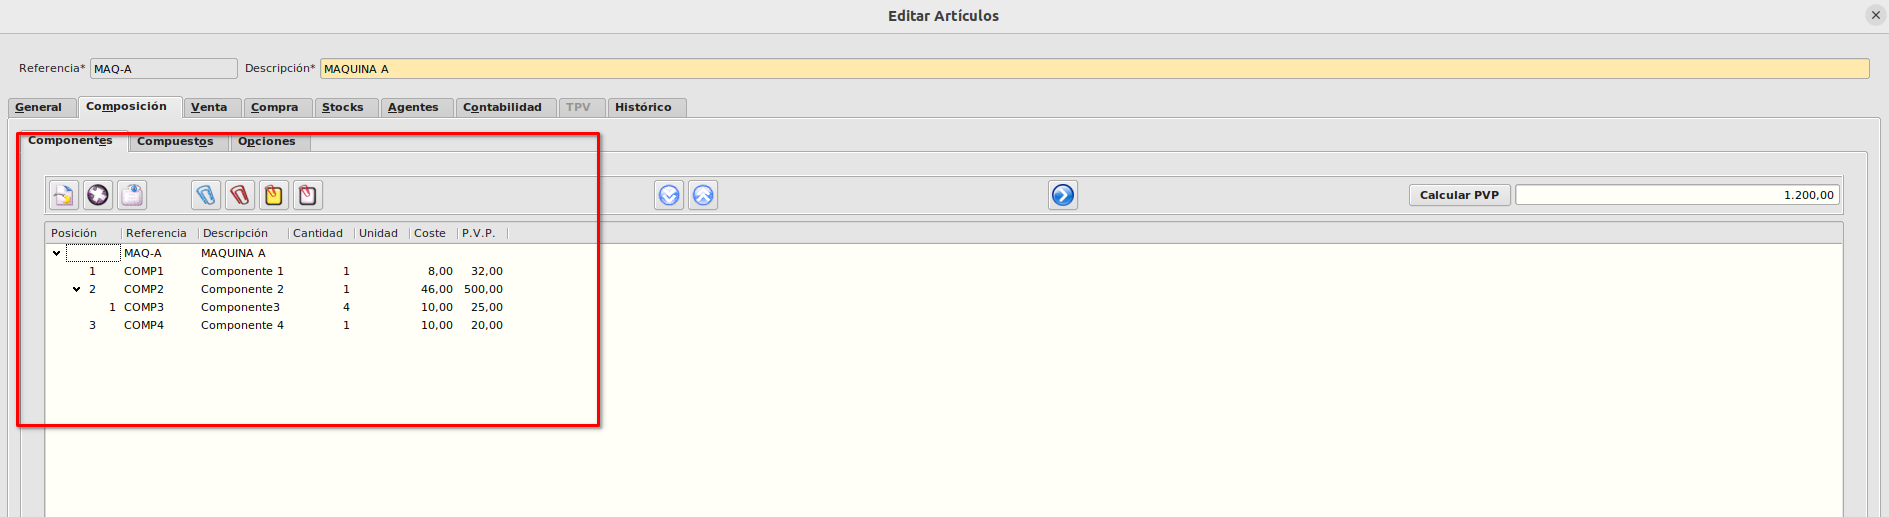 Editar Artículos
Referencia* MAQ-A Descripción* MAQUINA A
General Composición Venta Compra Stocks Agentes Contabilidad TPV Histórico
Componentes Compuestos Opciones
Calcular PVP 1.200,00
Posición Referencia Descripción Cantidad Unidad Coste P.V.P.
MAQ-A MAQUINA A
1 COMP1 Componente 1 1 8,00 32,00
2 COMP2 Componente 2 1 46,00 500,00
1 COMP3 Componente3 4 10,00 25,00
3 COMP4 Componente 4 1 10,00 20,00